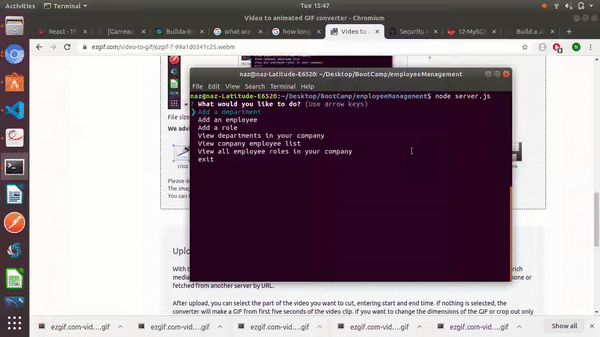 Video to animated GIF converter - Chromium
Activities
Terminal
Tue 15:47
React - 1
[Garreau
Builda-B
what are
how long
Video to
Security
12-MySQL
Build a
ezgif.com/video-to-gif/ezgif-7-99a1d0341c25.webm
naz@naz-Latitude-E6520: ~/Desktop/BootCamp/employeeManagement
File Edit View Search Terminal Help
naz@naz-Latitude-E6520:~/Desktop/BootCamp/employeeManagement$ node server.js
? What would you like to do? (Use arrow keys)
❯ Add a department
Add an employee
Add a role
View departments in your company
View company employee list
View all employee roles in your company
exit
File size
We adv
crop
Please do
The imag
You can
Uploa
With t
rich
media
one or
fetched from another server by URL.
After upload, you can select the part of the video you want to cut, entering start and end time. If nothing is selected, the
converter will make a GIF from first five seconds of the video clip. If you want to change the dimensions of the GIF or crop out only
ezgif.com-vid....gif
ezgif.com-vid....gif
ezgif.com-vid....gif
ezgif.com-vid....gif
ezgif.com-vid....gif
Show all